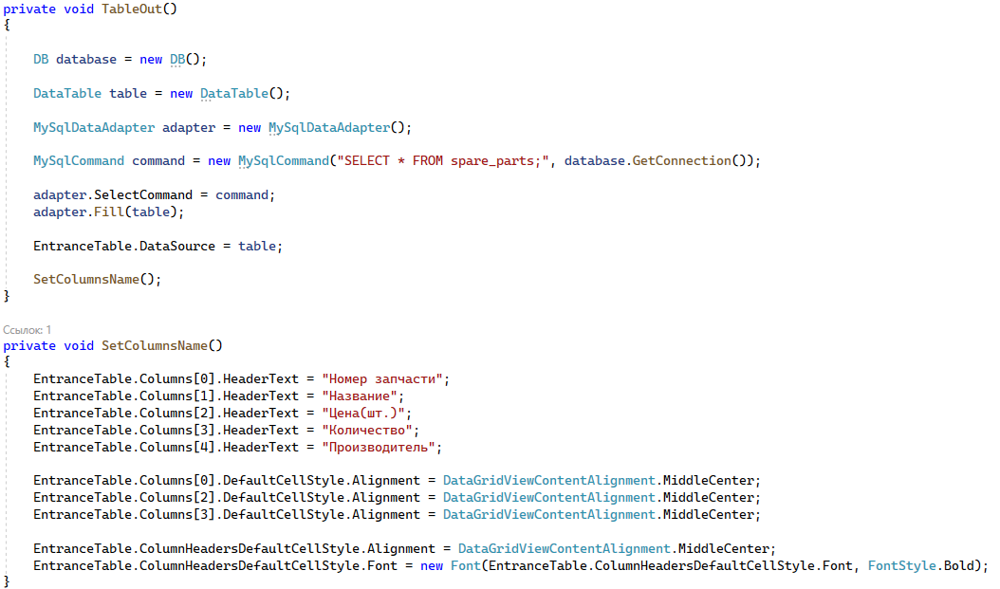 private void TableOut()
{
DB database = new DB();
DataTable table = new DataTable();
MySqlDataAdapter adapter = new MySqlDataAdapter();
MySqlCommand command = new MySqlCommand("SELECT * FROM spare_parts;", database.GetConnection());
adapter.SelectCommand = command;
adapter.Fill(table);
EntranceTable.DataSource = table;
SetColumnsName();
}
Ссылок: 1
private void SetColumnsName()
{
EntranceTable.Columns[0].HeaderText = "Номер запчасти";
EntranceTable.Columns[1].HeaderText = "Название";
EntranceTable.Columns[2].HeaderText = "Цена(шт.)";
EntranceTable.Columns[3].HeaderText = "Количество";
EntranceTable.Columns[4].HeaderText = "Производитель";
EntranceTable.Columns[0].DefaultCellStyle.Alignment = DataGridViewContentAlignment.MiddleCenter;
EntranceTable.Columns[2].DefaultCellStyle.Alignment = DataGridViewContentAlignment.MiddleCenter;
EntranceTable.Columns[3].DefaultCellStyle.Alignment = DataGridViewContentAlignment.MiddleCenter;
EntranceTable.ColumnHeadersDefaultCellStyle.Alignment = DataGridViewContentAlignment.MiddleCenter;
EntranceTable.ColumnHeadersDefaultCellStyle.Font = new Font(EntranceTable.ColumnHeadersDefaultCellStyle.Font, FontStyle.Bold);
}